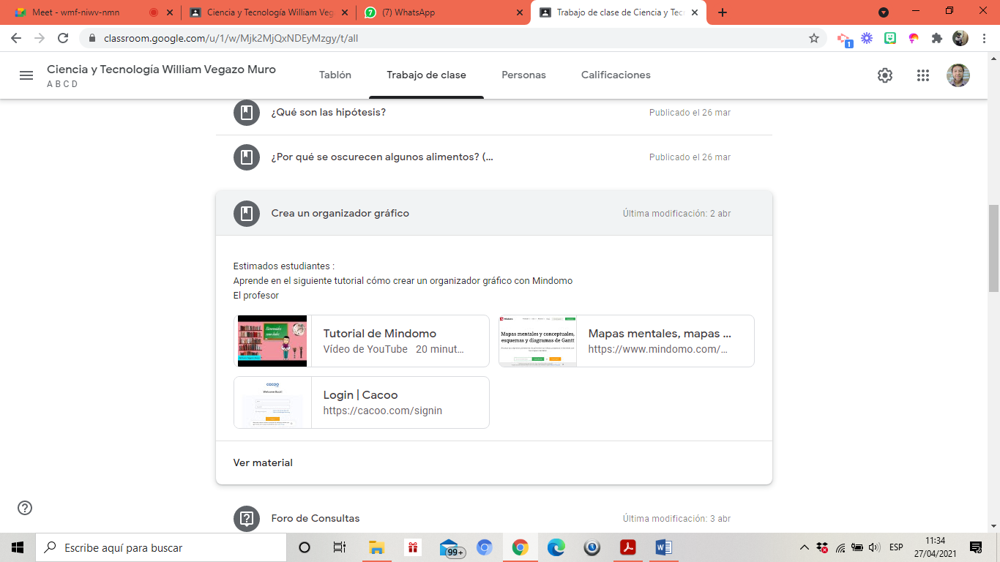 Meet - wmf-niwv-nmn
Ciencia y Tecnología William Veg
(7) WhatsApp
Trabajo de clase de Ciencia y Tec
classroom.google.com/u/1/w/Mjk2MjQxNDEyMzgy/t/all
1
Ciencia y Tecnología William Vegazo Muro
A B C D
Tablón
Trabajo de clase
Personas
Calificaciones
¿Qué son las hipótesis?
Publicado el 26 mar
¿Por qué se oscurecen algunos alimentos? (...
Publicado el 26 mar
Crea un organizador gráfico
Última modificación: 2 abr
Estimados estudiantes :
Aprende en el siguiente tutorial cómo crear un organizador gráfico con Mindomo
El profesor
Tutorial de Mindomo
Vídeo de YouTube 20 minut...
Mapas mentales y conceptuales,
esquemas y diagramas de Gantt
Mapas mentales, mapas ...
https://www.mindomo.com/...
cacoo
Welcome Back!
Login | Cacoo
https://cacoo.com/signin
Ver material
Foro de Consultas
Última modificación: 3 abr
Escribe aquí para buscar
99+
ESP
11:34
27/04/2021